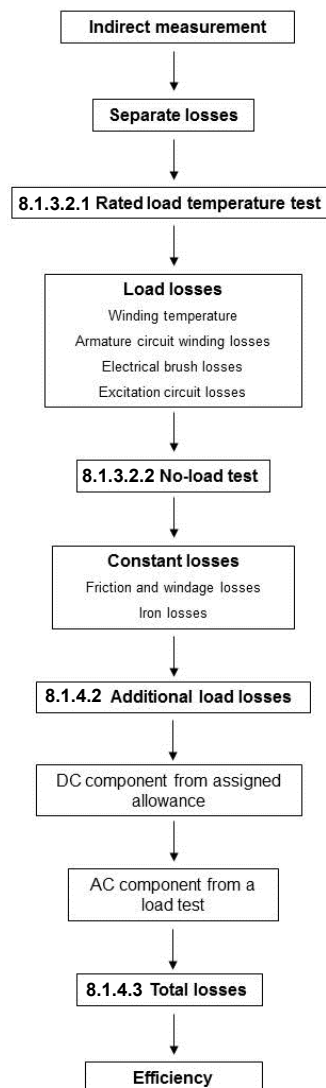 Indirect measurement
Separate losses
8.1.3.2.1 Rated load temperature test
Load losses
Winding temperature
Armature circuit winding losses
Electrical brush losses
Excitation circuit losses
8.1.3.2.2 No-load test
Constant losses
Friction and windage losses
Iron losses
8.1.4.2 Additional load losses
DC component from assigned
allowance
AC component from a
load test
8.1.4.3 Total losses
Efficiency